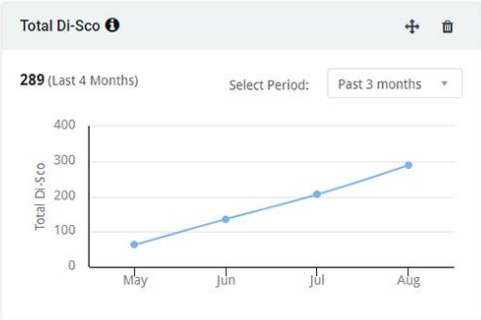 Total Di-Sco
289 (Last 4 Months)
Select Period: Past 3 months
Total Di-Sco
400
300
200
100
0
May Jun Jul Aug